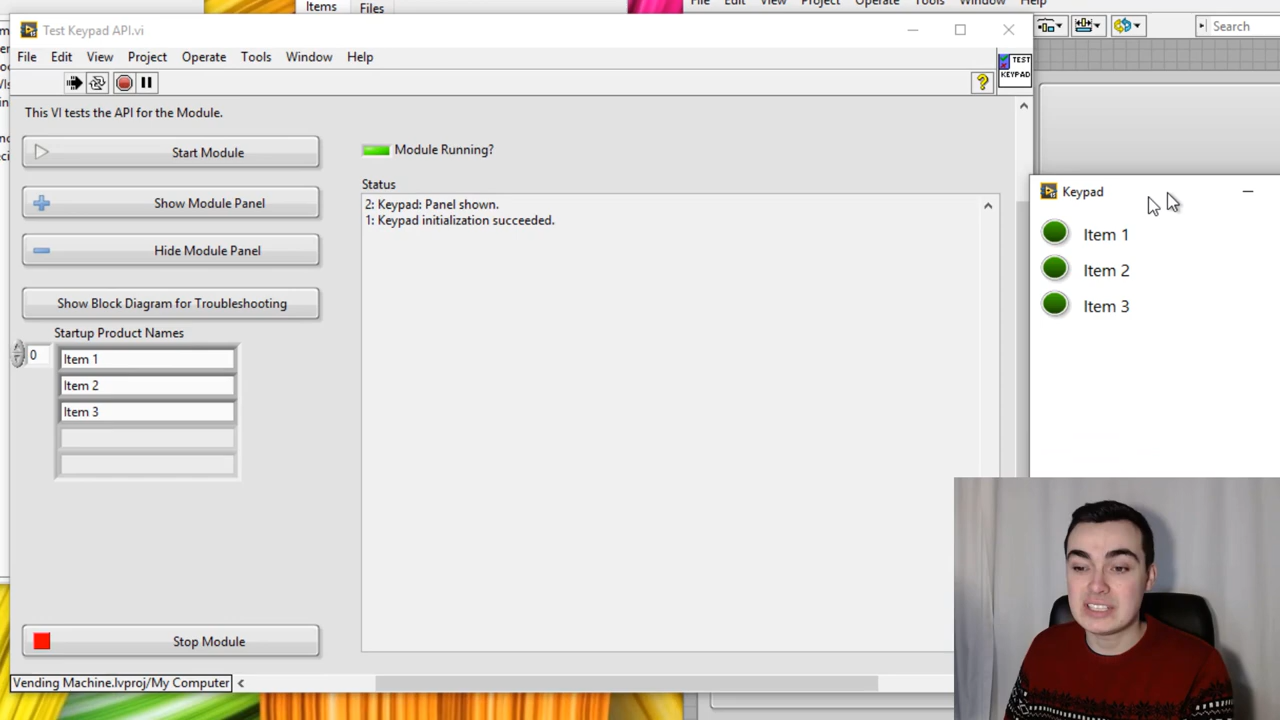 Items
Files
File Edit View Project Operate Tools Window Help
Test Keypad API.vi
File Edit View Project Operate Tools Window Help
TEST
KEYPAD
Search
?
This VI tests the API for the Module.
Start Module
Module Running?
Show Module Panel
Status
2: Keypad: Panel shown.
1: Keypad initialization succeeded.
Hide Module Panel
Show Block Diagram for Troubleshooting
Startup Product Names
0
Item 1
Item 2
Item 3
Stop Module
Vending Machine.lvproj/My Computer
Keypad
Item 1
Item 2
Item 3